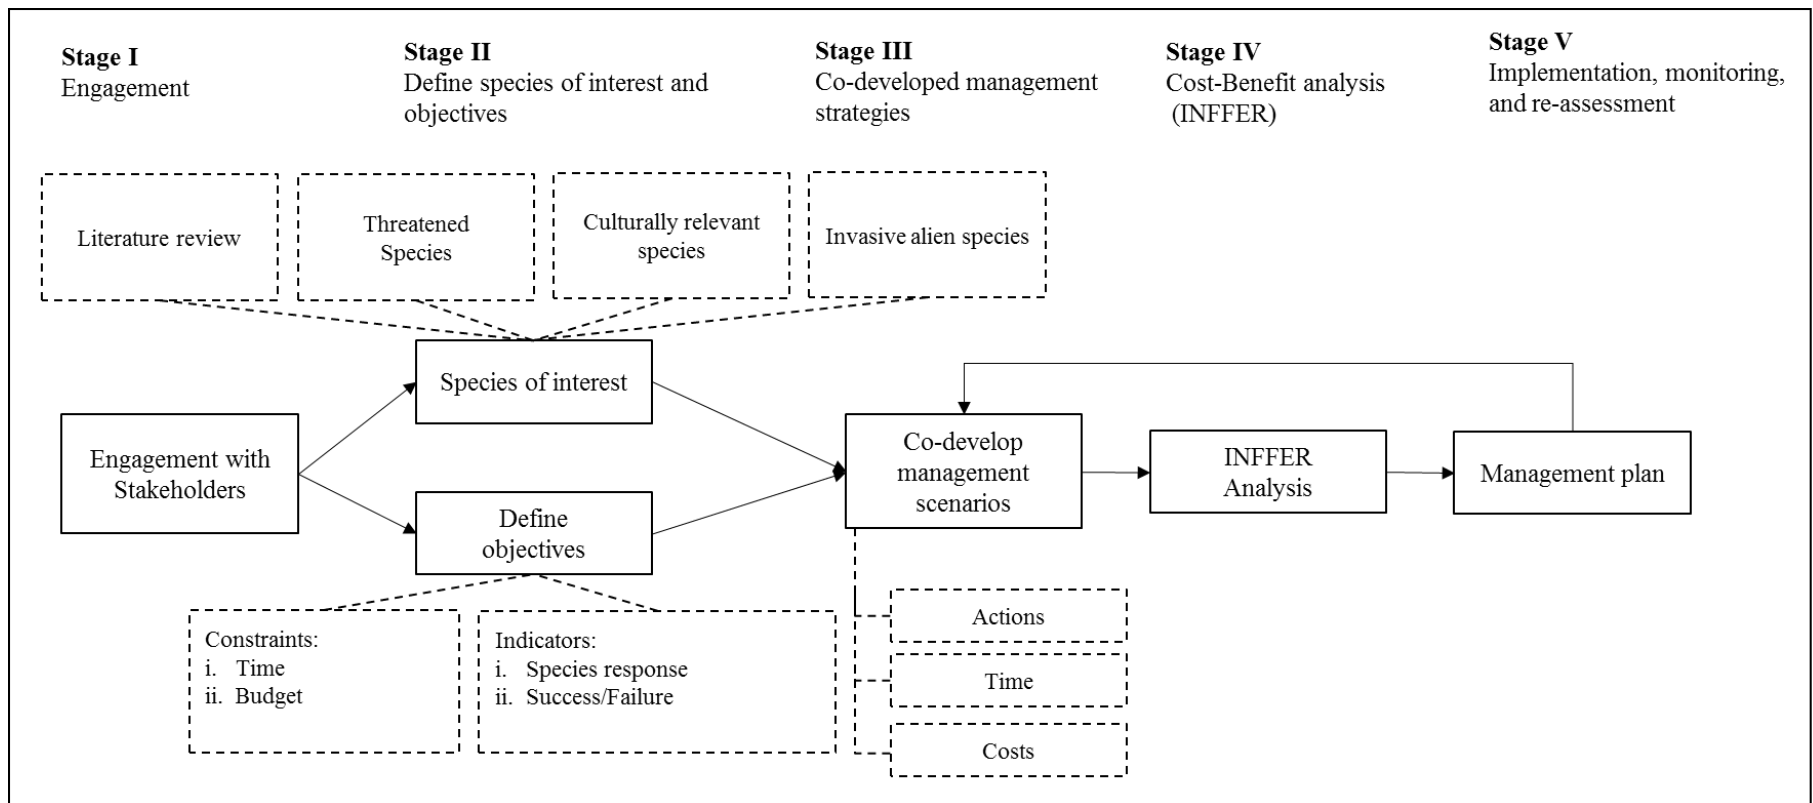 Stage I
Engagement
Stage II
Define species of interest and
objectives
Stage III
Co-developed management
strategies
Stage IV
Cost-Benefit analysis
(INFFER)
Stage V
Implementation, monitoring,
and re-assessment
Literature review
Threatened
Species
Culturally relevant
species
Invasive alien species
Species of interest
Engagement with
Stakeholders
Define
objectives
Co-develop
management
scenarios
INFFER
Analysis
Management plan
Constraints:
i. Time
ii. Budget
Indicators:
i. Species response
ii. Success/Failure
Actions
Time
Costs